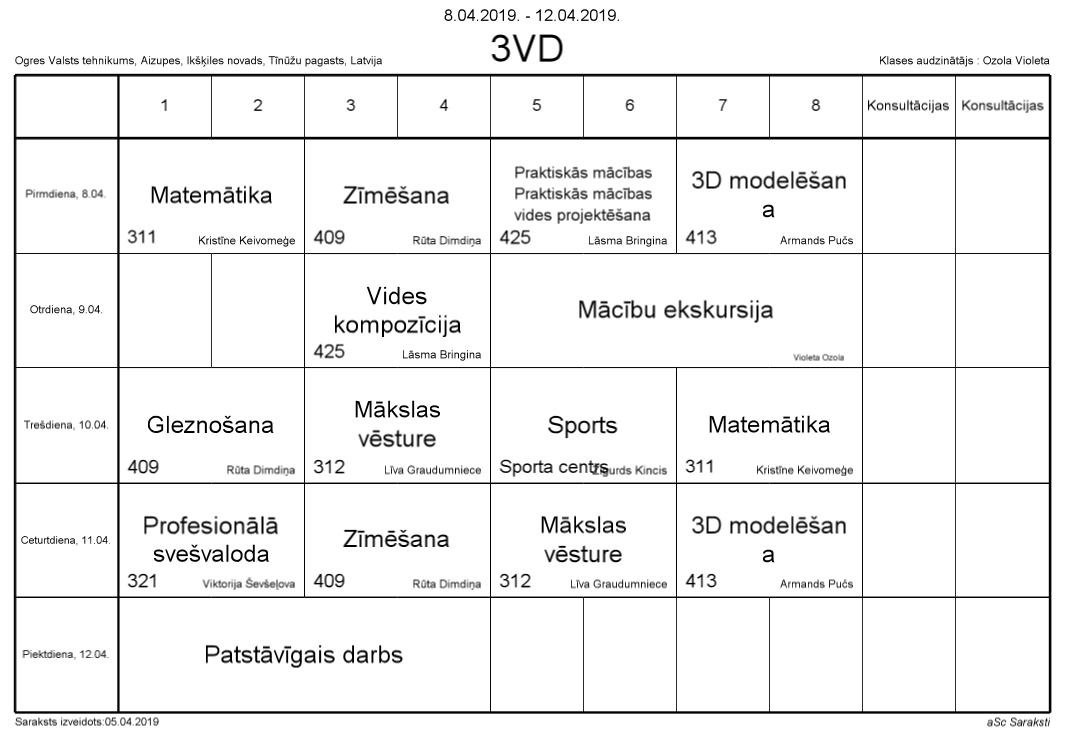 8.04.2019. - 12.04.2019.
3VD
Ogres Valsts tehnikums, Aizupes, Ikšķiles novads, Tīnūžu pagasts, Latvija
Klases audzinātājs : Ozola Violeta
1 2 3 4 5 6 7 8 Konsultācijas Konsultācijas
Pirmdiena, 8.04.
Matemātika
311 Kristīne Keivomeģe
Zīmēšana
409 Rūta Dimdiņa
Praktiskās mācības
Praktiskās mācības
vides projektēšana
425 Lāsma Bringina
3D modelēšan
a
413 Armands Pučs
Otrdiena, 9.04.
Vides
kompozīcija
425 Lāsma Bringina
Mācību ekskursija
Violeta Ozola
Trešdiena, 10.04.
Gleznošana
409 Rūta Dimdiņa
Mākslas
vēsture
312 Līva Graudumniece
Sports
Sporta centrs Zigurds Kincis
Matemātika
311 Kristīne Keivomeģe
Ceturtdiena, 11.04.
Profesionālā
svešvaloda
321 Viktorija Ševšeļova
Zīmēšana
409 Rūta Dimdiņa
Mākslas
vēsture
312 Līva Graudumniece
3D modelēšan
a
413 Armands Pučs
Piektdiena, 12.04.
Patstāvīgais darbs
Saraksts izveidots:05.04.2019
aSc Saraksti